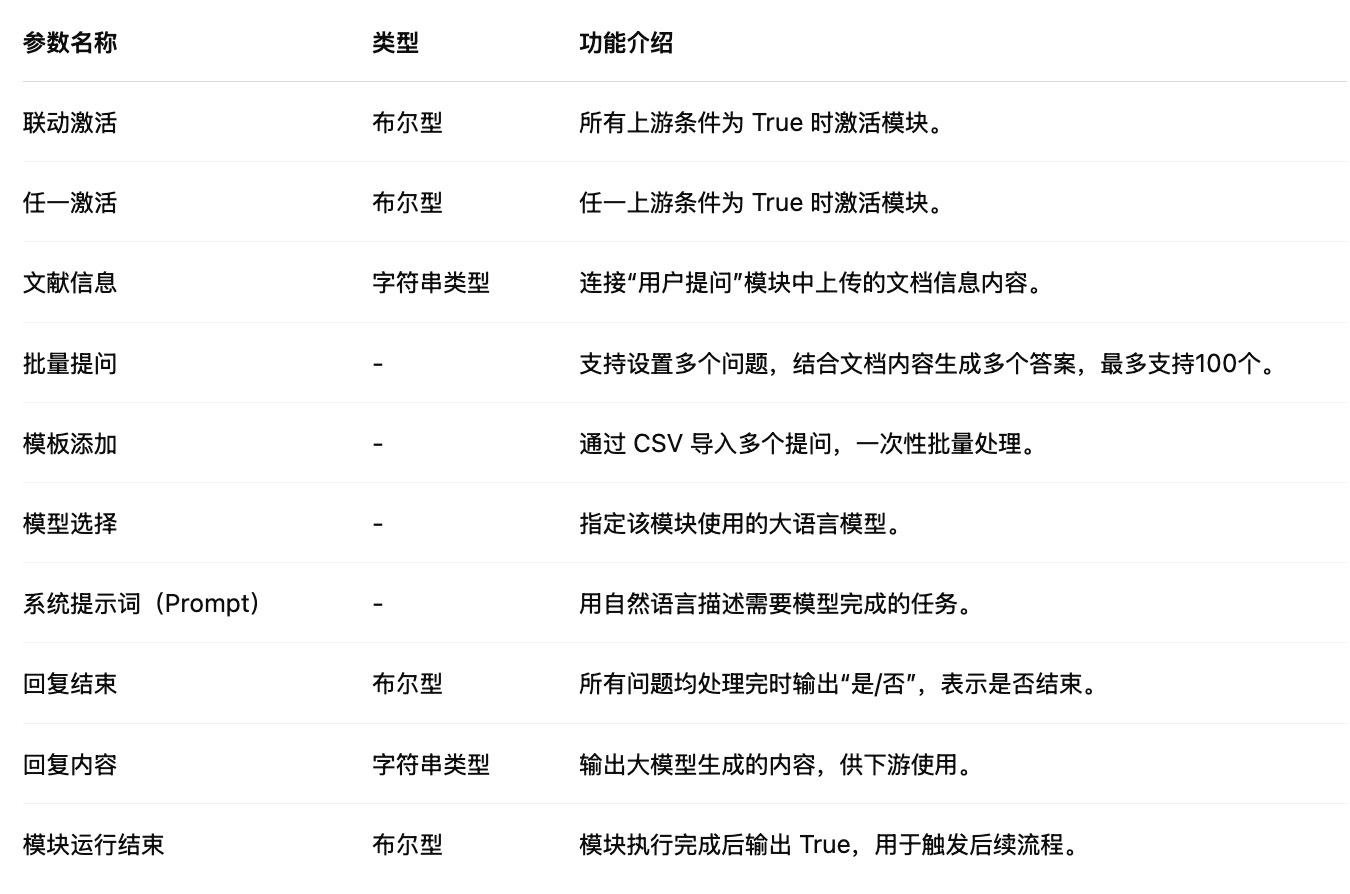 参数名称 类型 功能介绍
联动激活 布尔型 所有上游条件为 True 时激活模块。
任一激活 布尔型 任一上游条件为 True 时激活模块。
文献信息 字符串类型 连接“用户提问”模块中上传的文档信息内容。
批量提问 - 支持设置多个问题，结合文档内容生成多个答案，最多支持100个。
模板添加 - 通过 CSV 导入多个提问，一次性批量处理。
模型选择 - 指定该模块使用的大语言模型。
系统提示词（Prompt） - 用自然语言描述需要模型完成的任务。
回复结束 布尔型 所有问题均处理完时输出“是/否”，表示是否结束。
回复内容 字符串类型 输出大模型生成的内容，供下游使用。
模块运行结束 布尔型 模块执行完成后输出 True，用于触发后续流程。